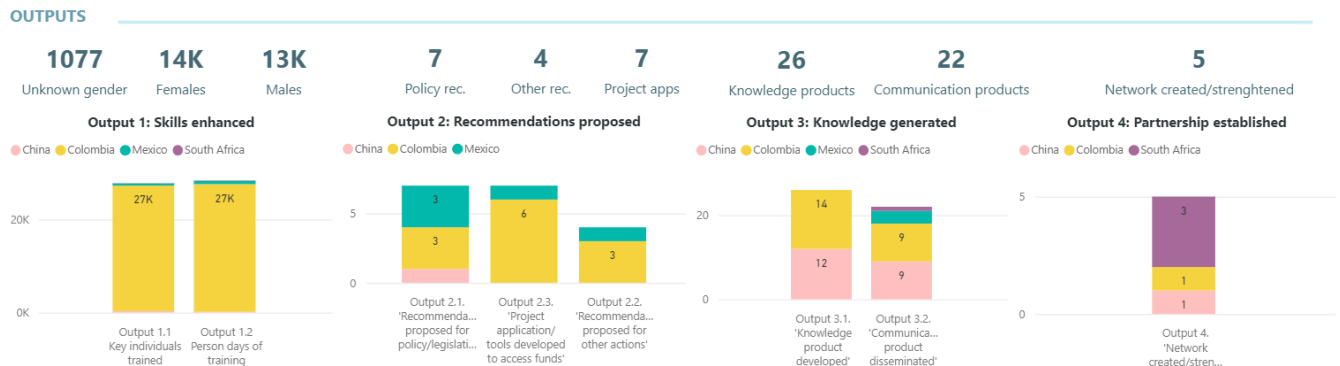 OUTPUTS
1077
Unknown gender
14K
Females
13K
Males
7
Policy rec.
4
Other rec.
7
Project apps
26
Knowledge products
22
Communication products
5
Network created/strenghtened
Output 1: Skills enhanced
China Colombia Mexico South Africa
20K
0K
27K
27K
Output 1.1
Key individuals
trained
Output 1.2
Person days of
training
Output 2: Recommendations proposed
China Colombia Mexico
5
0
3
3
6
3
Output 2.1.
'Recommenda...
proposed for
policy/legislati...
Output 2.3.
'Project
application/
tools developed
to access funds'
Output 2.2.
'Recommenda...
proposed for
other actions'
Output 3: Knowledge generated
China Colombia Mexico South Africa
20
0
14
12
9
9
Output 3.1.
'Knowledge
product
developed'
Output 3.2.
'Communica...
product
disseminated'
Output 4: Partnership established
China Colombia South Africa
5
0
3
1
1
Output 4.
'Network
created/stren...